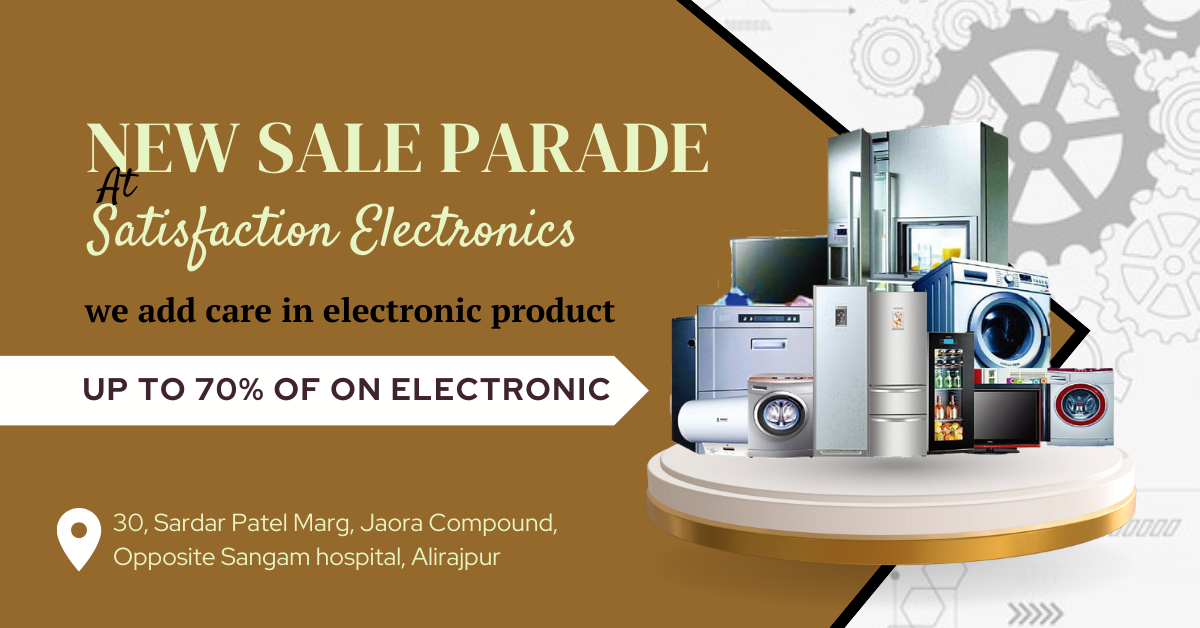 NEW SALE PARADE
At
Satisfaction Electronics
we add care in electronic product
UP TO 70% OF ON ELECTRONIC
30, Sardar Patel Marg, Jaora Compound,
Opposite Sangam hospital, Alirajpur